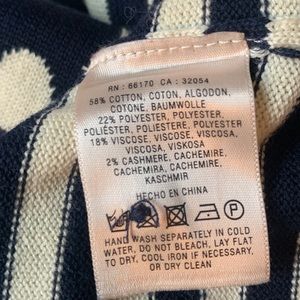 RN : 66170 CA : 32054
58% COTTON, COTON, ALGODON,
COTONE, BAUMWOLLE
22% POLYESTER, POLYESTER,
POLIÉSTER, POLIESTERE, POLYESTER
18% VISCOSE, VISCOSE, VISCOSA,
VISCOSA, VISKOSA
2% CASHMERE, CACHEMIRE,
CACHEMIRA, CACHEMIRE,
KASCHMIR
HECHO EN CHINA
P
HAND WASH SEPARATELY IN COLD
WATER, DO NOT BLEACH, LAY FLAT
TO DRY, COOL IRON IF NECESSARY,
OR DRY CLEAN